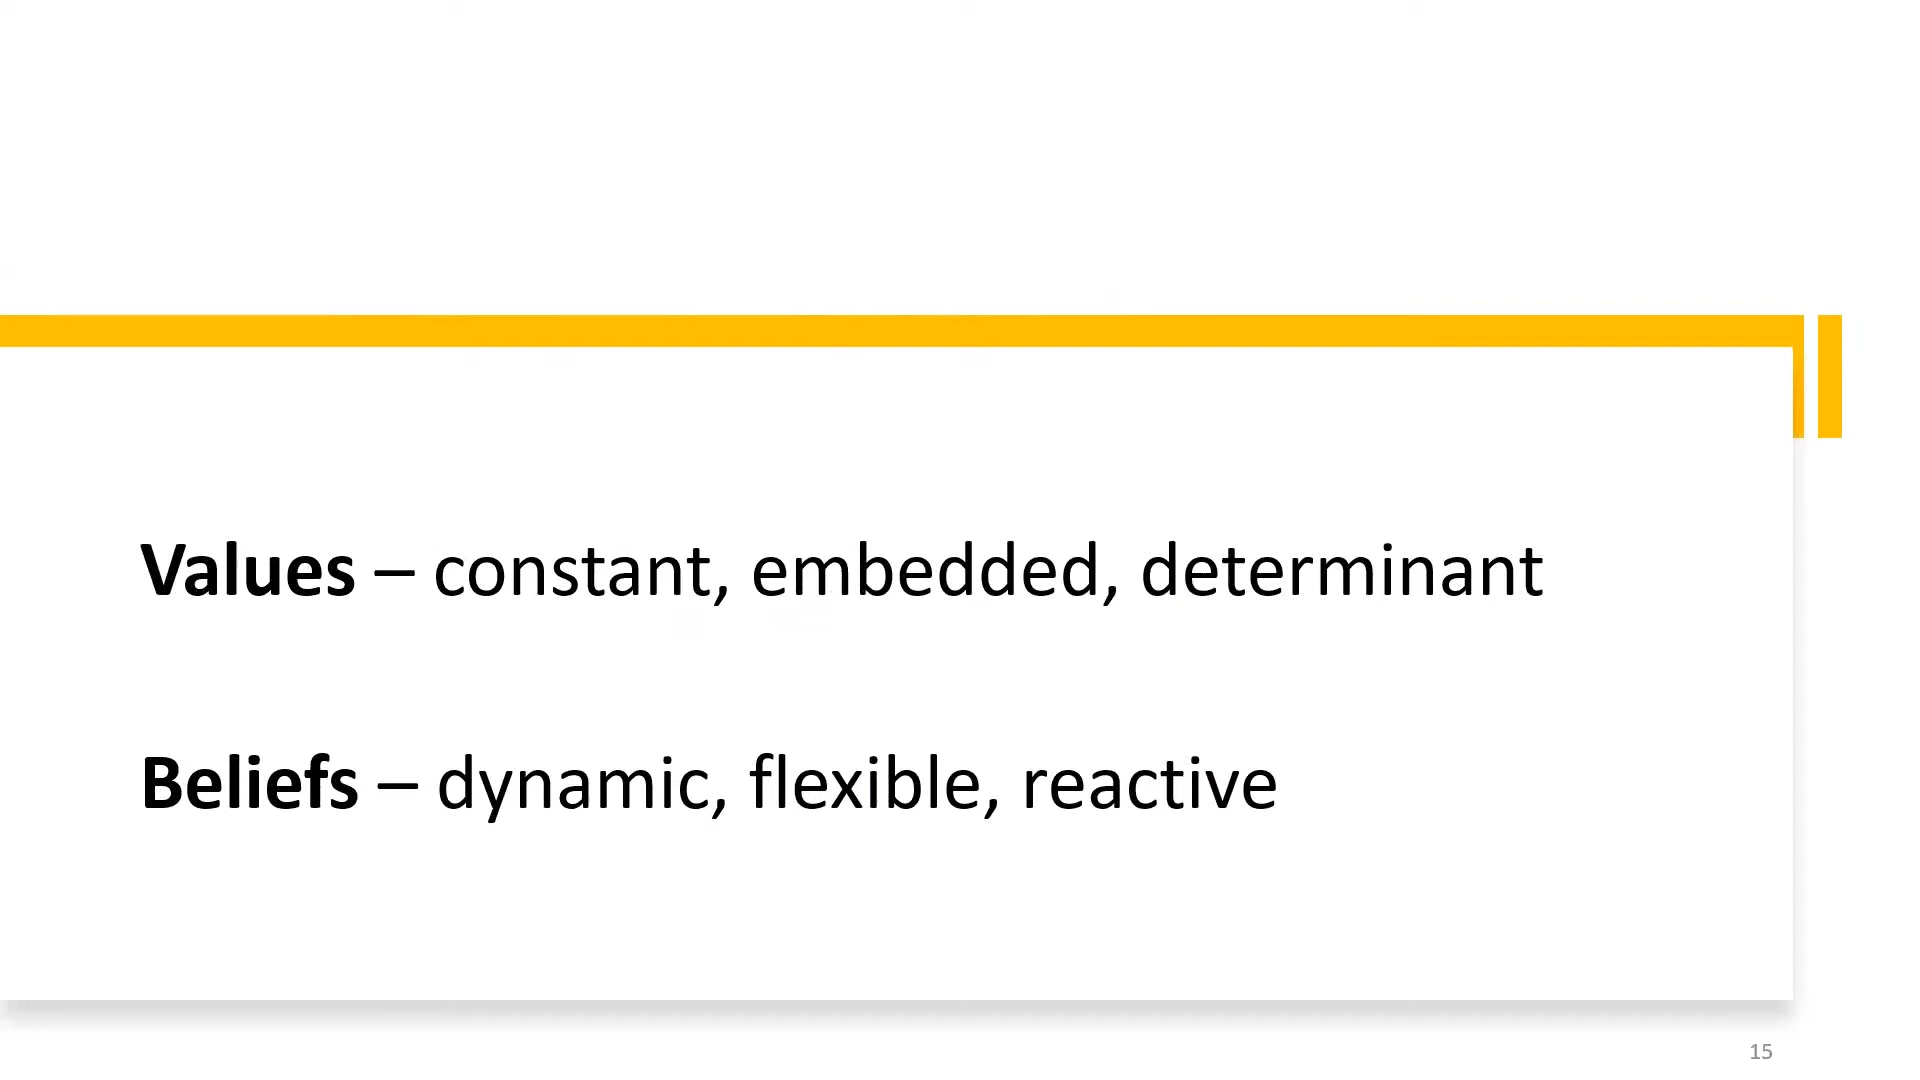 Values – constant, embedded, determinant
Beliefs – dynamic, flexible, reactive
15